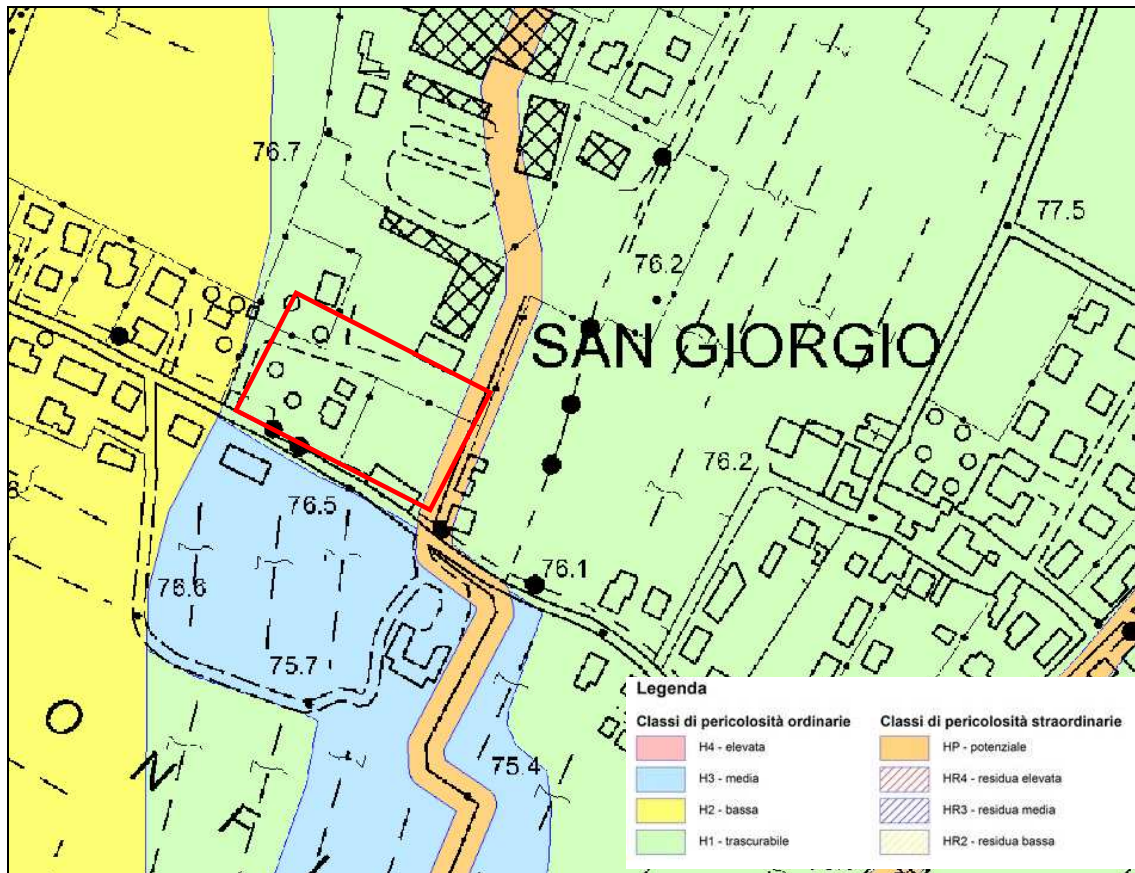 76.7
77.5
76.2
SAN GIORGIO
76.2
76.5
76.1
76.6
75.7
75.4
O
N
A
Legenda
Classi di pericolosità ordinarie
H4 - elevata
H3 - media
H2 - bassa
H1 - trascurabile
Classi di pericolosità straordinarie
HP - potenziale
HR4 - residua elevata
HR3 - residua media
HR2 - residua bassa